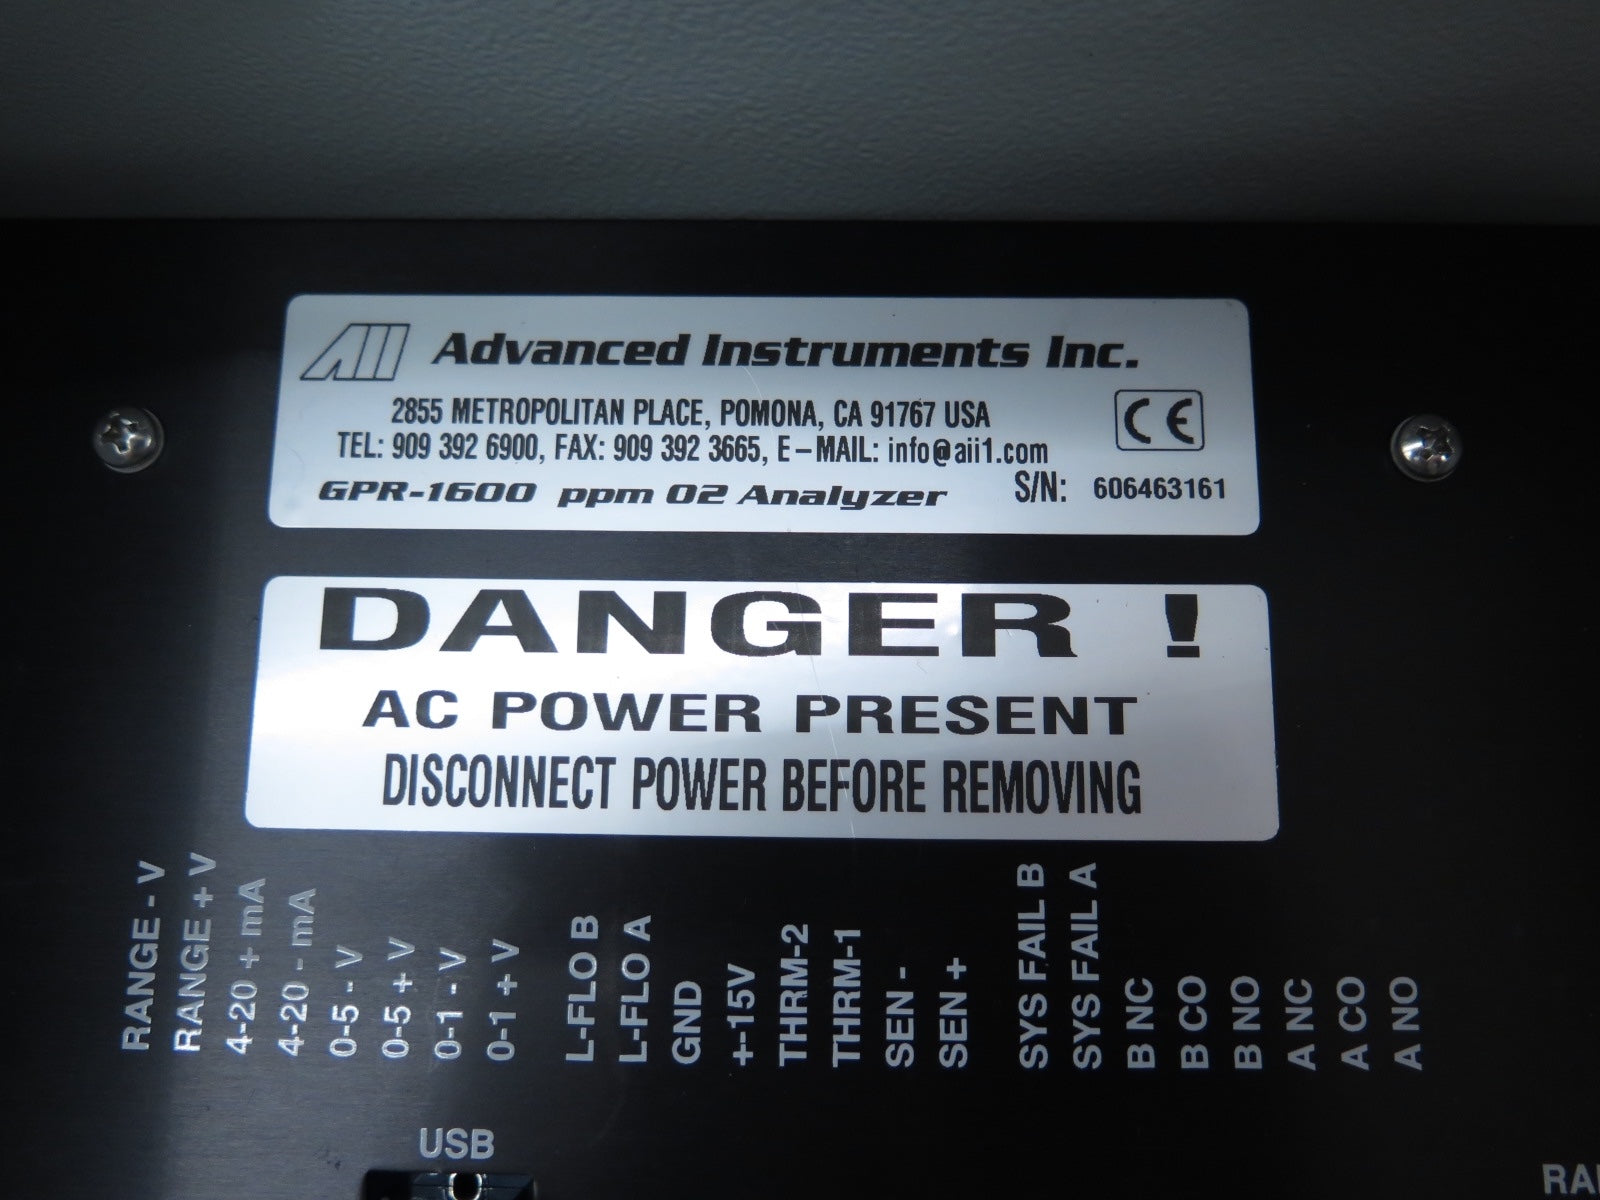 AII Advanced Instruments Inc.
2855 METROPOLITAN PLACE, POMONA, CA 91767 USA
CE
TEL: 909 392 6900, FAX: 909 392 3665, E-MAIL: info@aii1.com
GPR-1600 ppm O2 Analyzer S/N: 606463161
DANGER !
AC POWER PRESENT
DISCONNECT POWER BEFORE REMOVING
RANGE - V
RANGE + V
4-20 + mA
4-20 - mA
0-5 - V
0-5 + V
0-1 - V
0-1 + V
L-FLO B
L-FLO A
GND
+-15V
THRM-2
THRM-1
SEN -
SEN +
SYS FAIL B
SYS FAIL A
B NC
B CO
B NO
A NC
A CO
A NO
USB